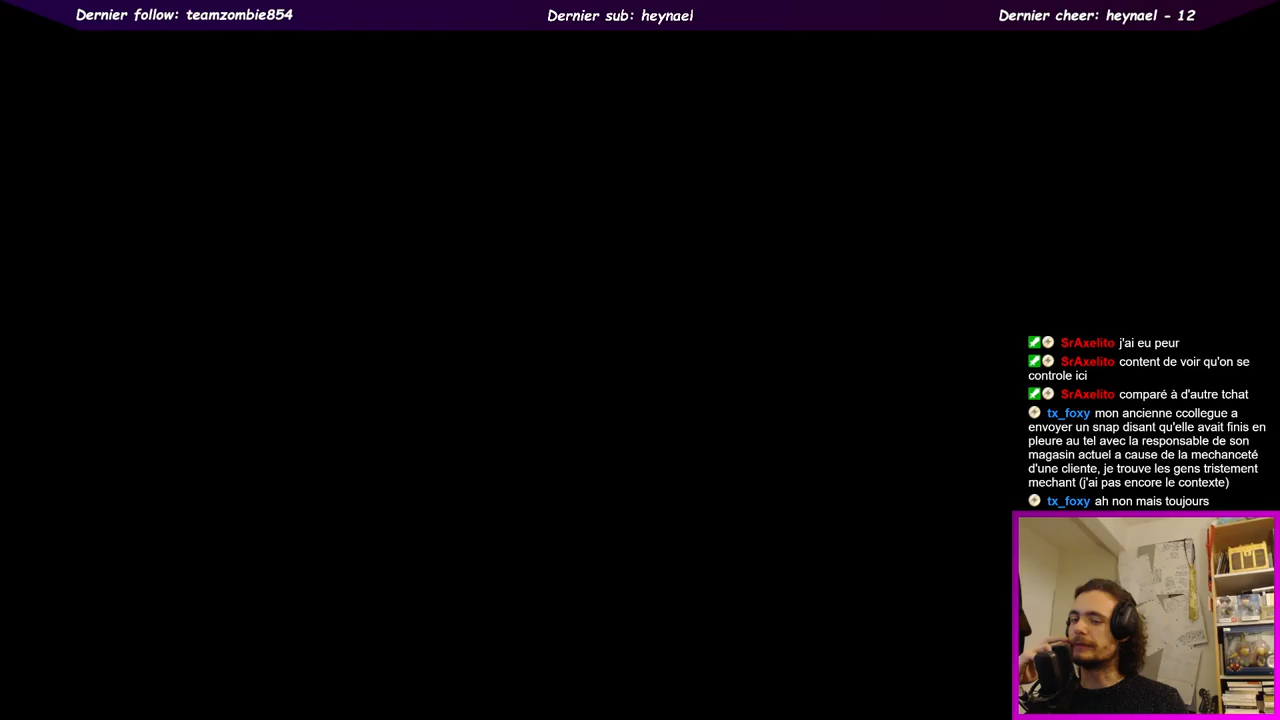 Dernier follow: teamzombie854
Dernier sub: heynael
Dernier cheer: heynael - 12
SrAxelito j'ai eu peur
SrAxelito content de voir qu'on se
controle ici
SrAxelito comparé à d'autre tchat
tx_foxy mon ancienne ccollegue a
envoyer un snap disant qu'elle avait finis en
pleure au tel avec la responsable de son
magasin actuel a cause de la mechanceté
d'une cliente, je trouve les gens tristement
mechant (j'ai pas encore le contexte)
tx_foxy ah non mais toujours